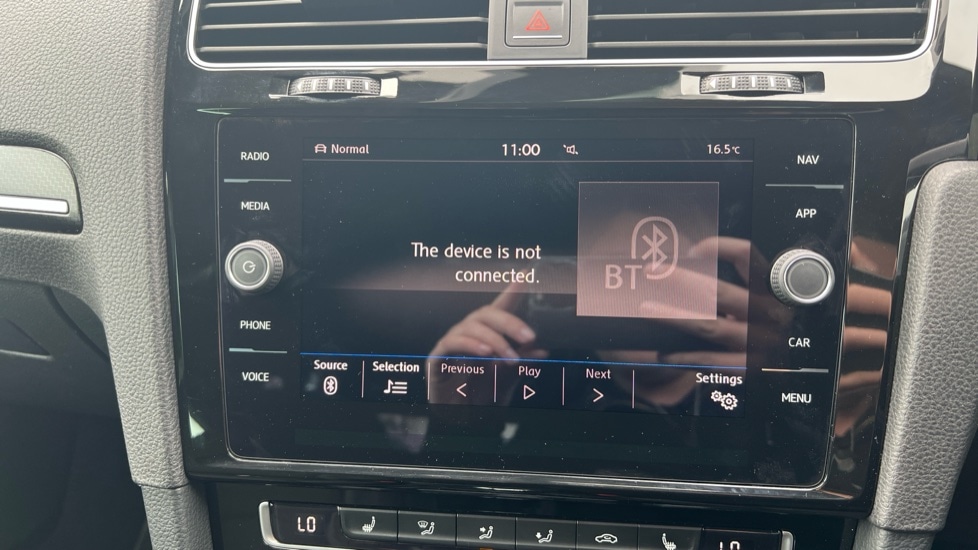 RADIO
MEDIA
PHONE
VOICE
Normal 11:00 16.5°C
The device is not
connected.
BT
Source Selection Previous Play Next Settings
NAV
APP
CAR
MENU
LO LO